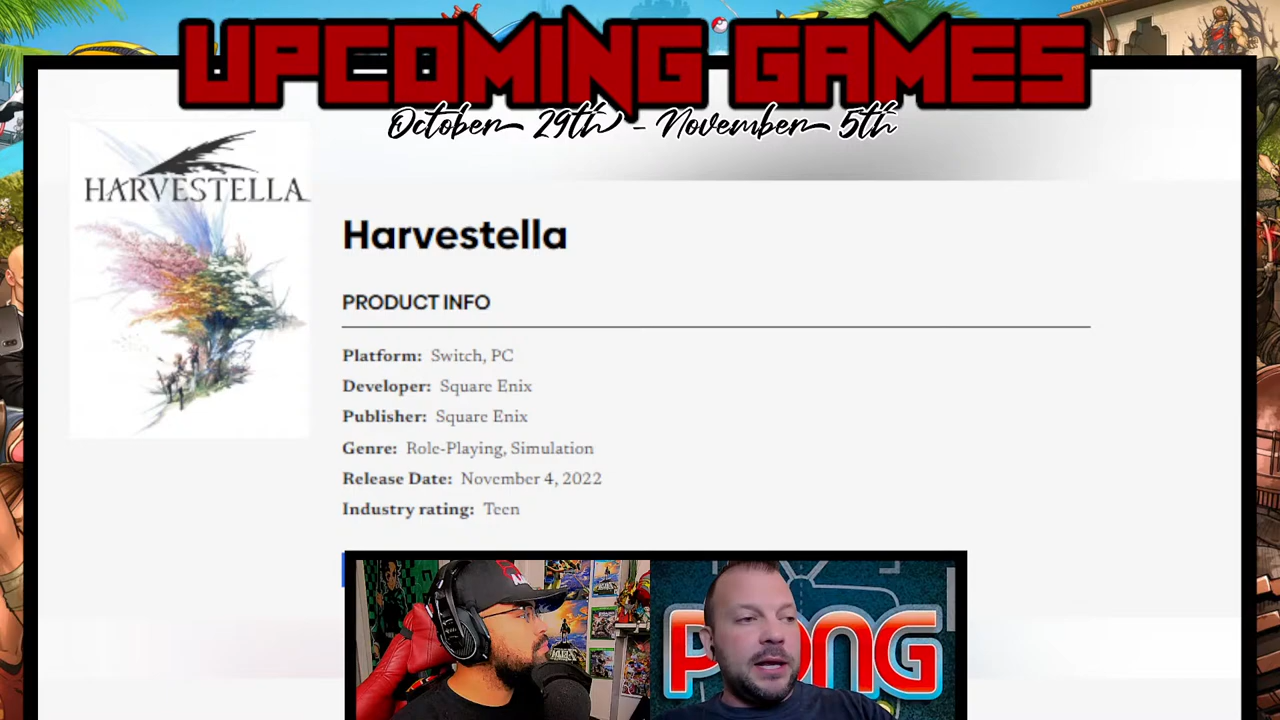 UPCOMING GAMES
October 29th - November 5th
HARVESTELLA
Harvestella
PRODUCT INFO
Platform: Switch, PC
Developer: Square Enix
Publisher: Square Enix
Genre: Role-Playing, Simulation
Release Date: November 4, 2022
Industry rating: Teen
PONG